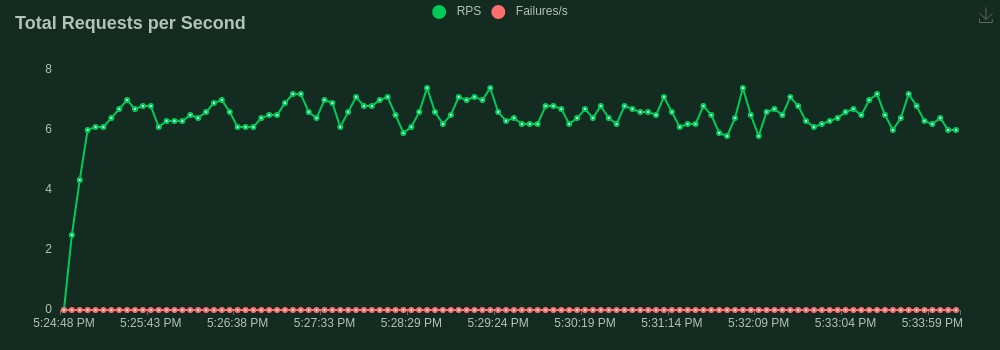 Total Requests per Second
RPS
Failures/s
8
6
4
2
0
5:24:48 PM
5:25:43 PM
5:26:38 PM
5:27:33 PM
5:28:29 PM
5:29:24 PM
5:30:19 PM
5:31:14 PM
5:32:09 PM
5:33:04 PM
5:33:59 PM